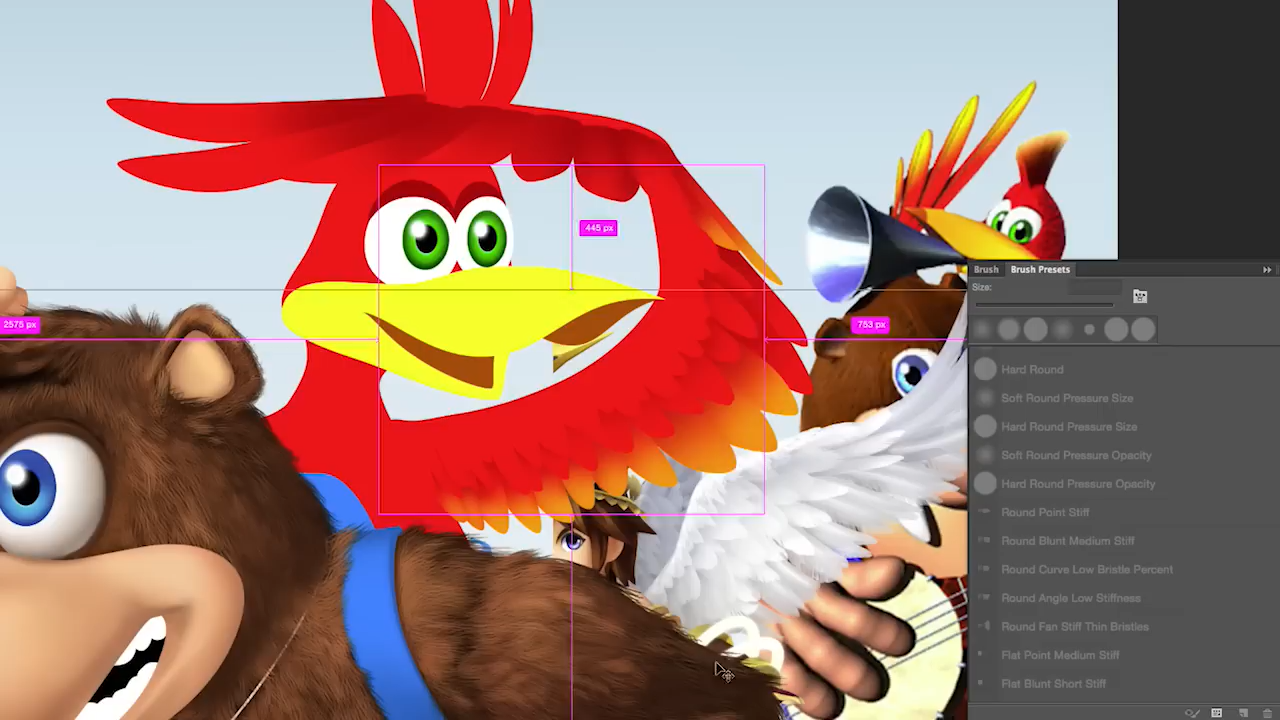 445 px
2575 px
753 px
Brush
Brush Presets
Size:
Hard Round
Soft Round Pressure Size
Hard Round Pressure Size
Soft Round Pressure Opacity
Hard Round Pressure Opacity
Round Point Stiff
Round Blunt Medium Stiff
Round Curve Low Bristle Percent
Round Angle Low Stiffness
Round Fan Stiff Thin Bristles
Flat Point Medium Stiff
Flat Blunt Short Stiff